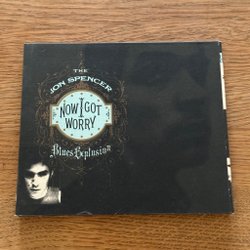 THE
JON SPENCER
NOW I GOT
WORRY
Blues Explosion